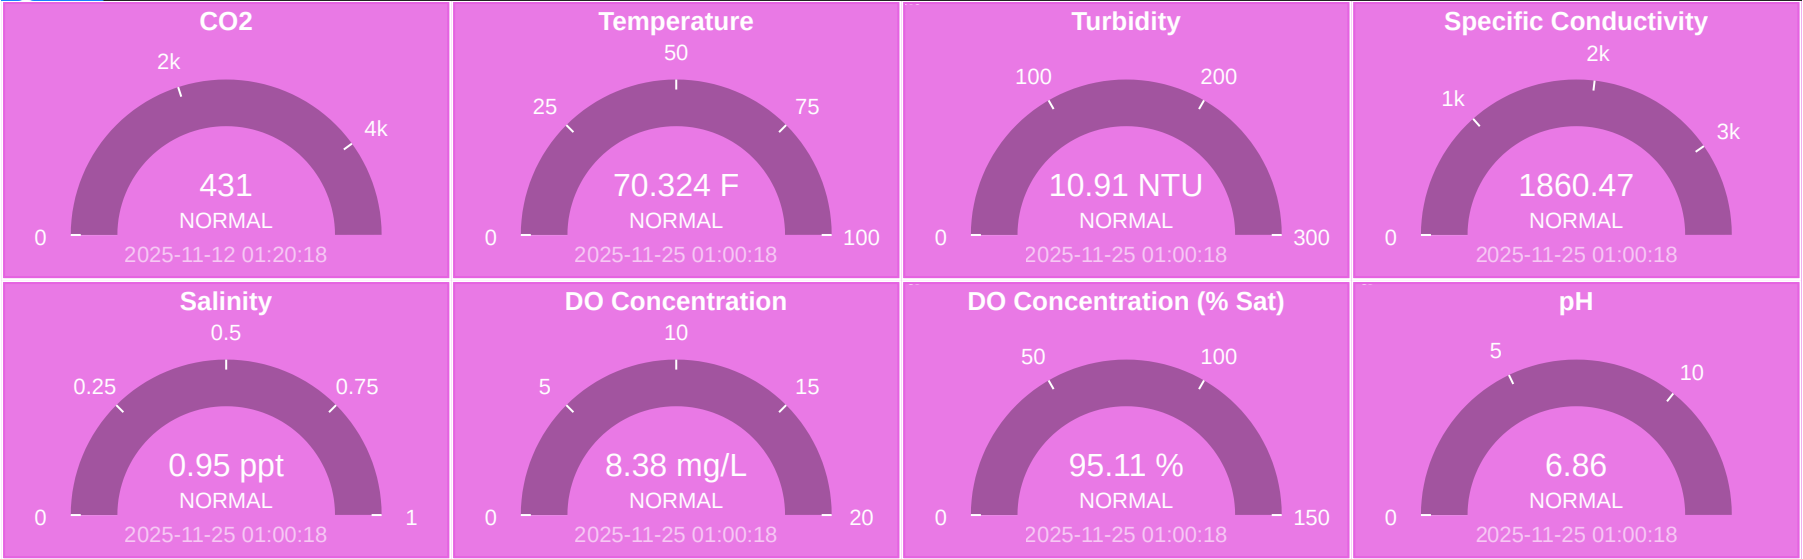 CO2
2k
4k
431
NORMAL
0
2025-11-12 01:20:18
Temperature
50
25
75
70.324 F
NORMAL
0
100
2025-11-25 01:00:18
Turbidity
100
200
10.91 NTU
NORMAL
0
300
2025-11-25 01:00:18
Specific Conductivity
2k
1k
3k
1860.47
NORMAL
0
2025-11-25 01:00:18
Salinity
0.5
0.25
0.75
0.95 ppt
NORMAL
0
1
2025-11-25 01:00:18
DO Concentration
10
5
15
8.38 mg/L
NORMAL
0
20
2025-11-25 01:00:18
DO Concentration (% Sat)
50
100
95.11 %
NORMAL
0
150
2025-11-25 01:00:18
pH
5
10
6.86
NORMAL
0
2025-11-25 01:00:18